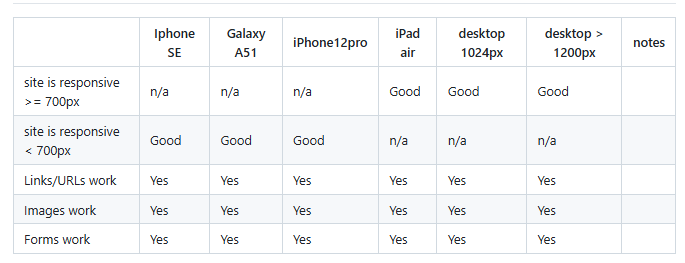 Iphone SE Galaxy A51 iPhone12pro iPad air desktop 1024px desktop > 1200px notes
site is responsive >= 700px n/a n/a n/a Good Good Good
site is responsive < 700px Good Good Good n/a n/a n/a
Links/URLs work Yes Yes Yes Yes Yes Yes
Images work Yes Yes Yes Yes Yes Yes
Forms work Yes Yes Yes Yes Yes Yes